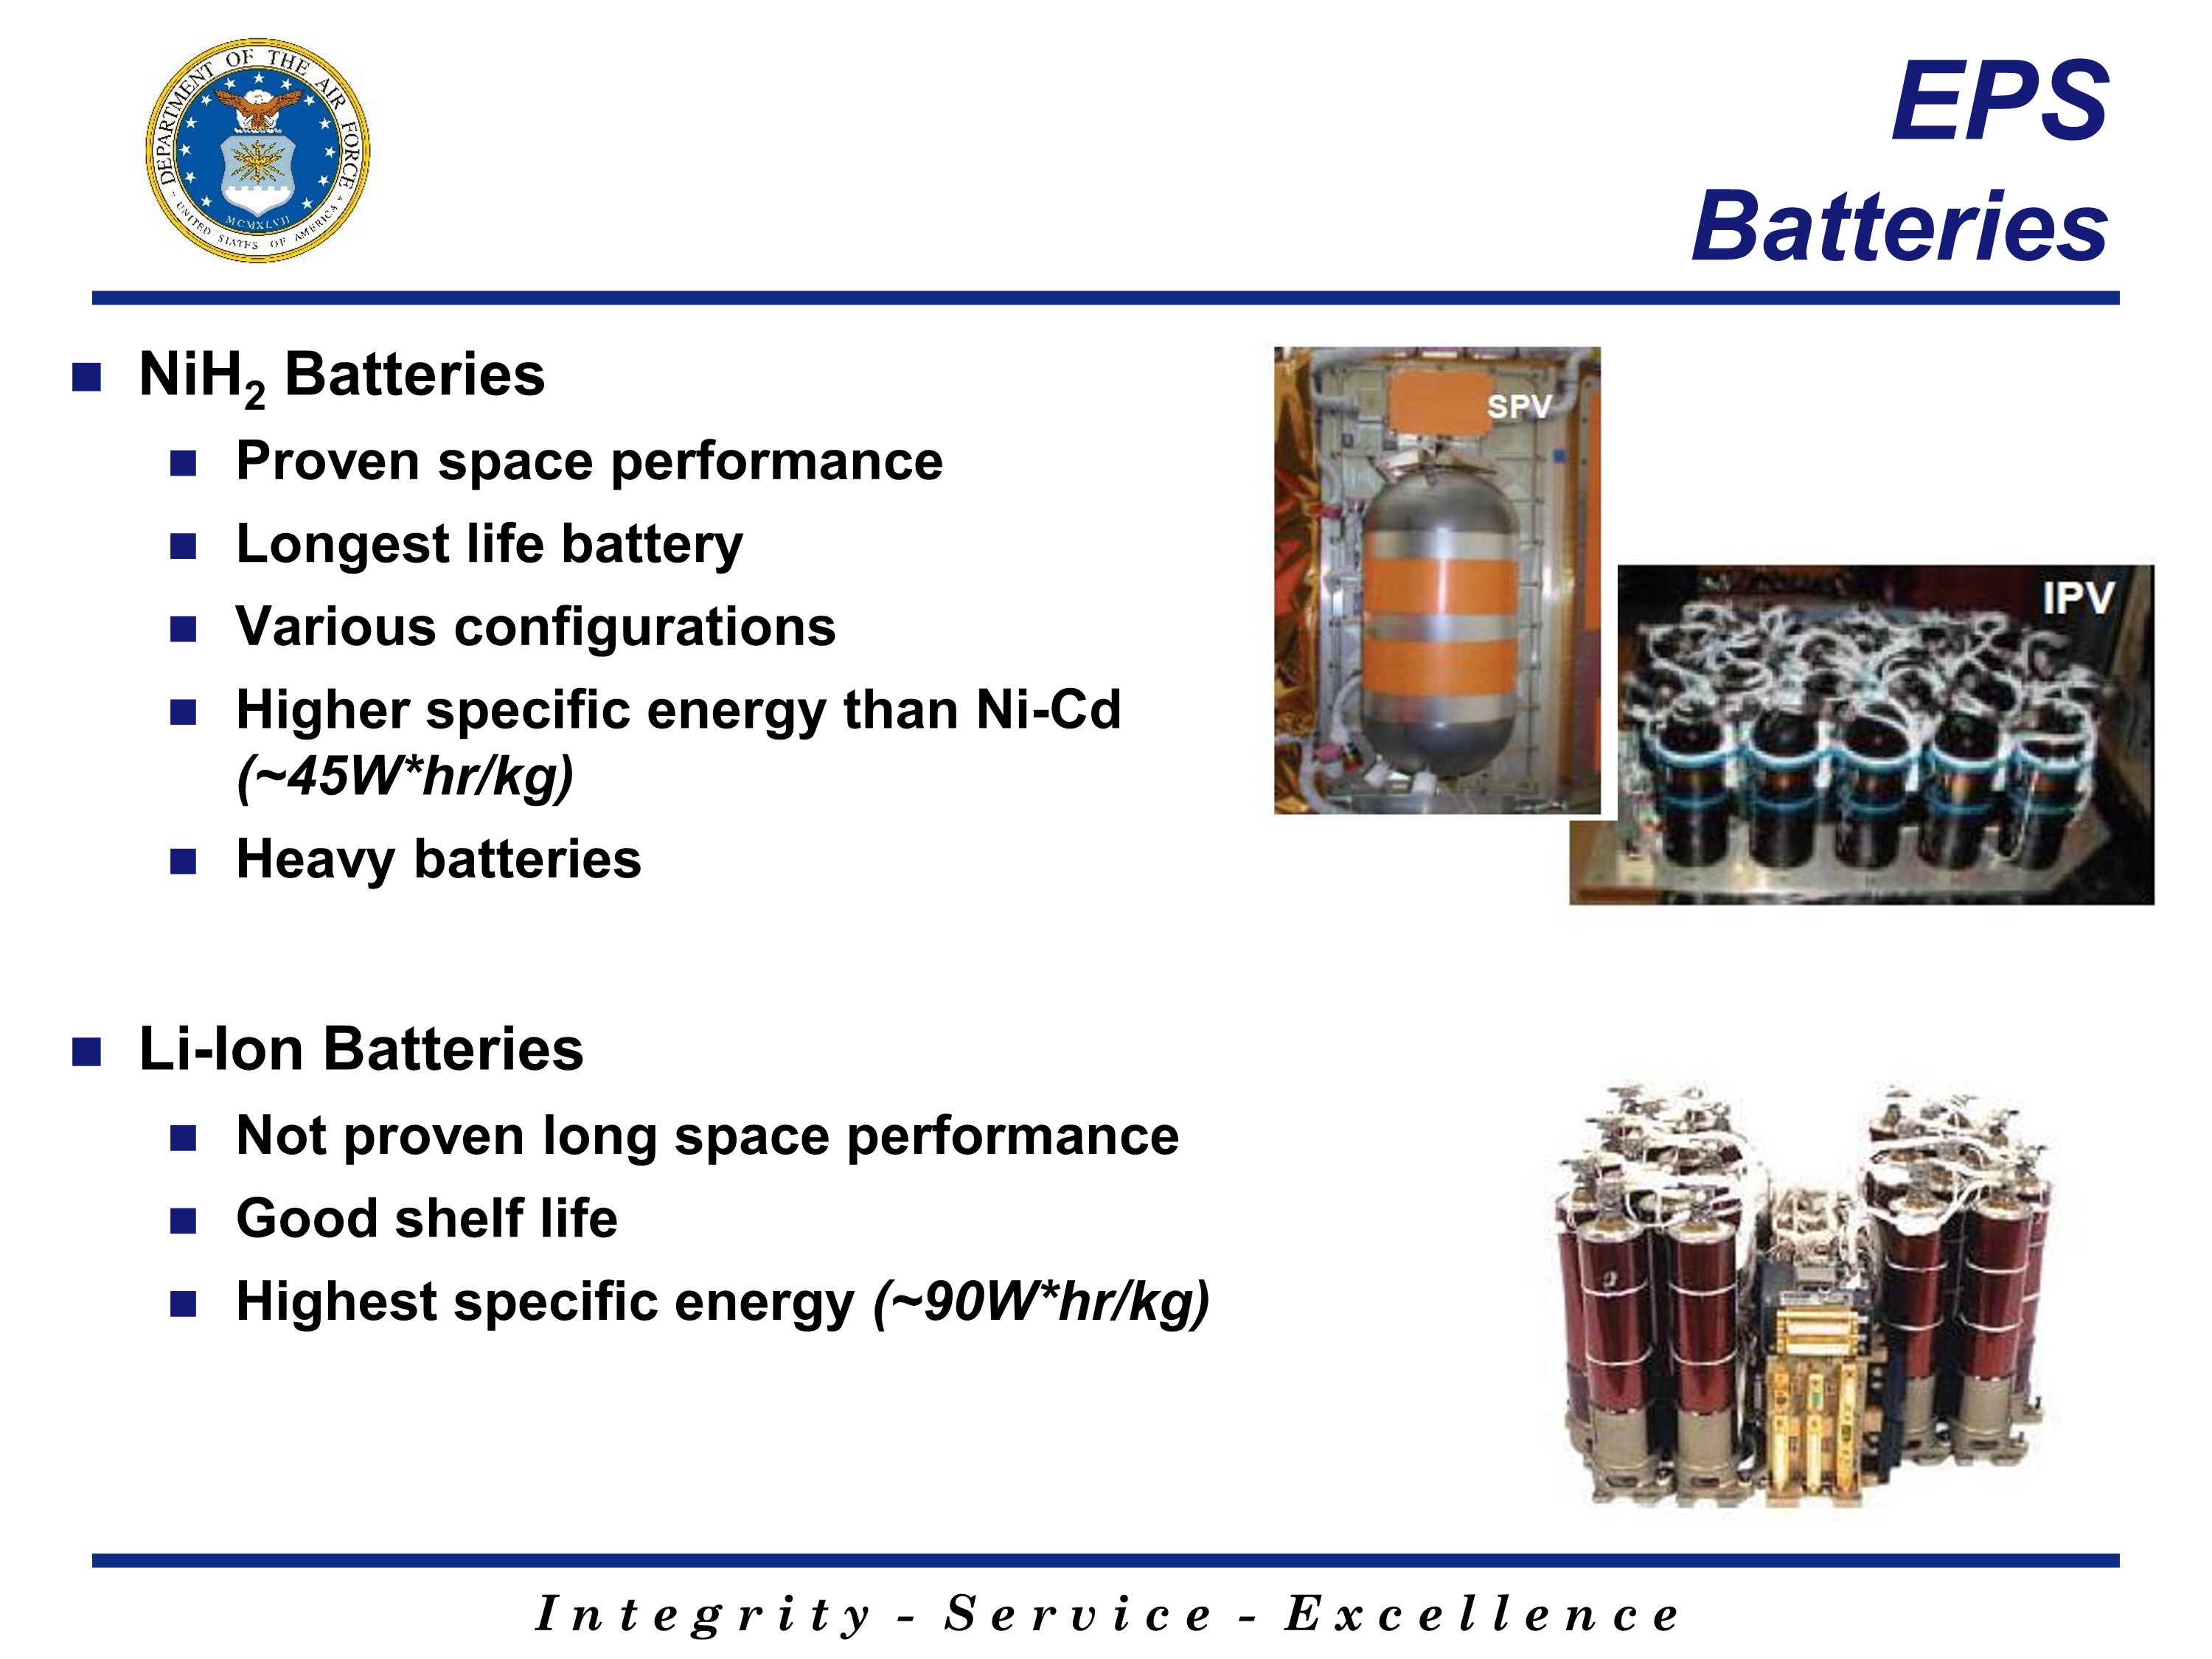 DEPARTMENT OF THE AIR FORCE
MCMXLVII
UNITED STATES OF AMERICA
EPS
Batteries
NiH₂ Batteries
Proven space performance
Longest life battery
Various configurations
Higher specific energy than Ni-Cd
(~45W*hr/kg)
Heavy batteries
SPV
IPV
Li-Ion Batteries
Not proven long space performance
Good shelf life
Highest specific energy (~90W*hr/kg)
Integrity - Service - Excellence